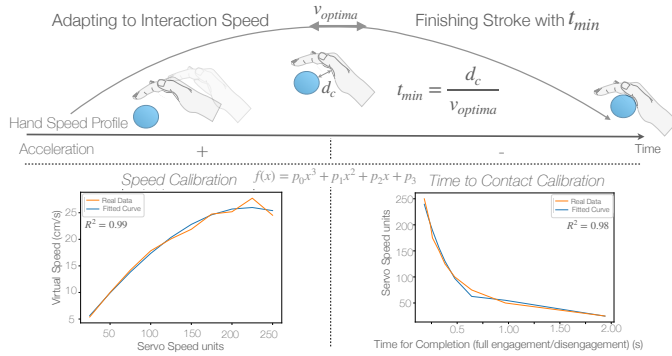 Adapting to Interaction Speed
v_optima
Finishing Stroke with t_min
d_c
t_min = d_c / v_optima
Hand Speed Profile
Time
Acceleration
+
-
f(x) = p_0x^3 + p_1x^2 + p_2x + p_3
Speed Calibration
Real Data
Fitted Curve
R^2 = 0.99
Virtual Speed (cm/s)
25
20
15
10
5
50 100 150 200 250
Servo Speed units
Time to Contact Calibration
Real Data
Fitted Curve
R^2 = 0.98
Servo Speed units
250
200
150
100
50
0.5 1.0 1.5 2.00
Time for Completion (full engagement/disengagement) (s)